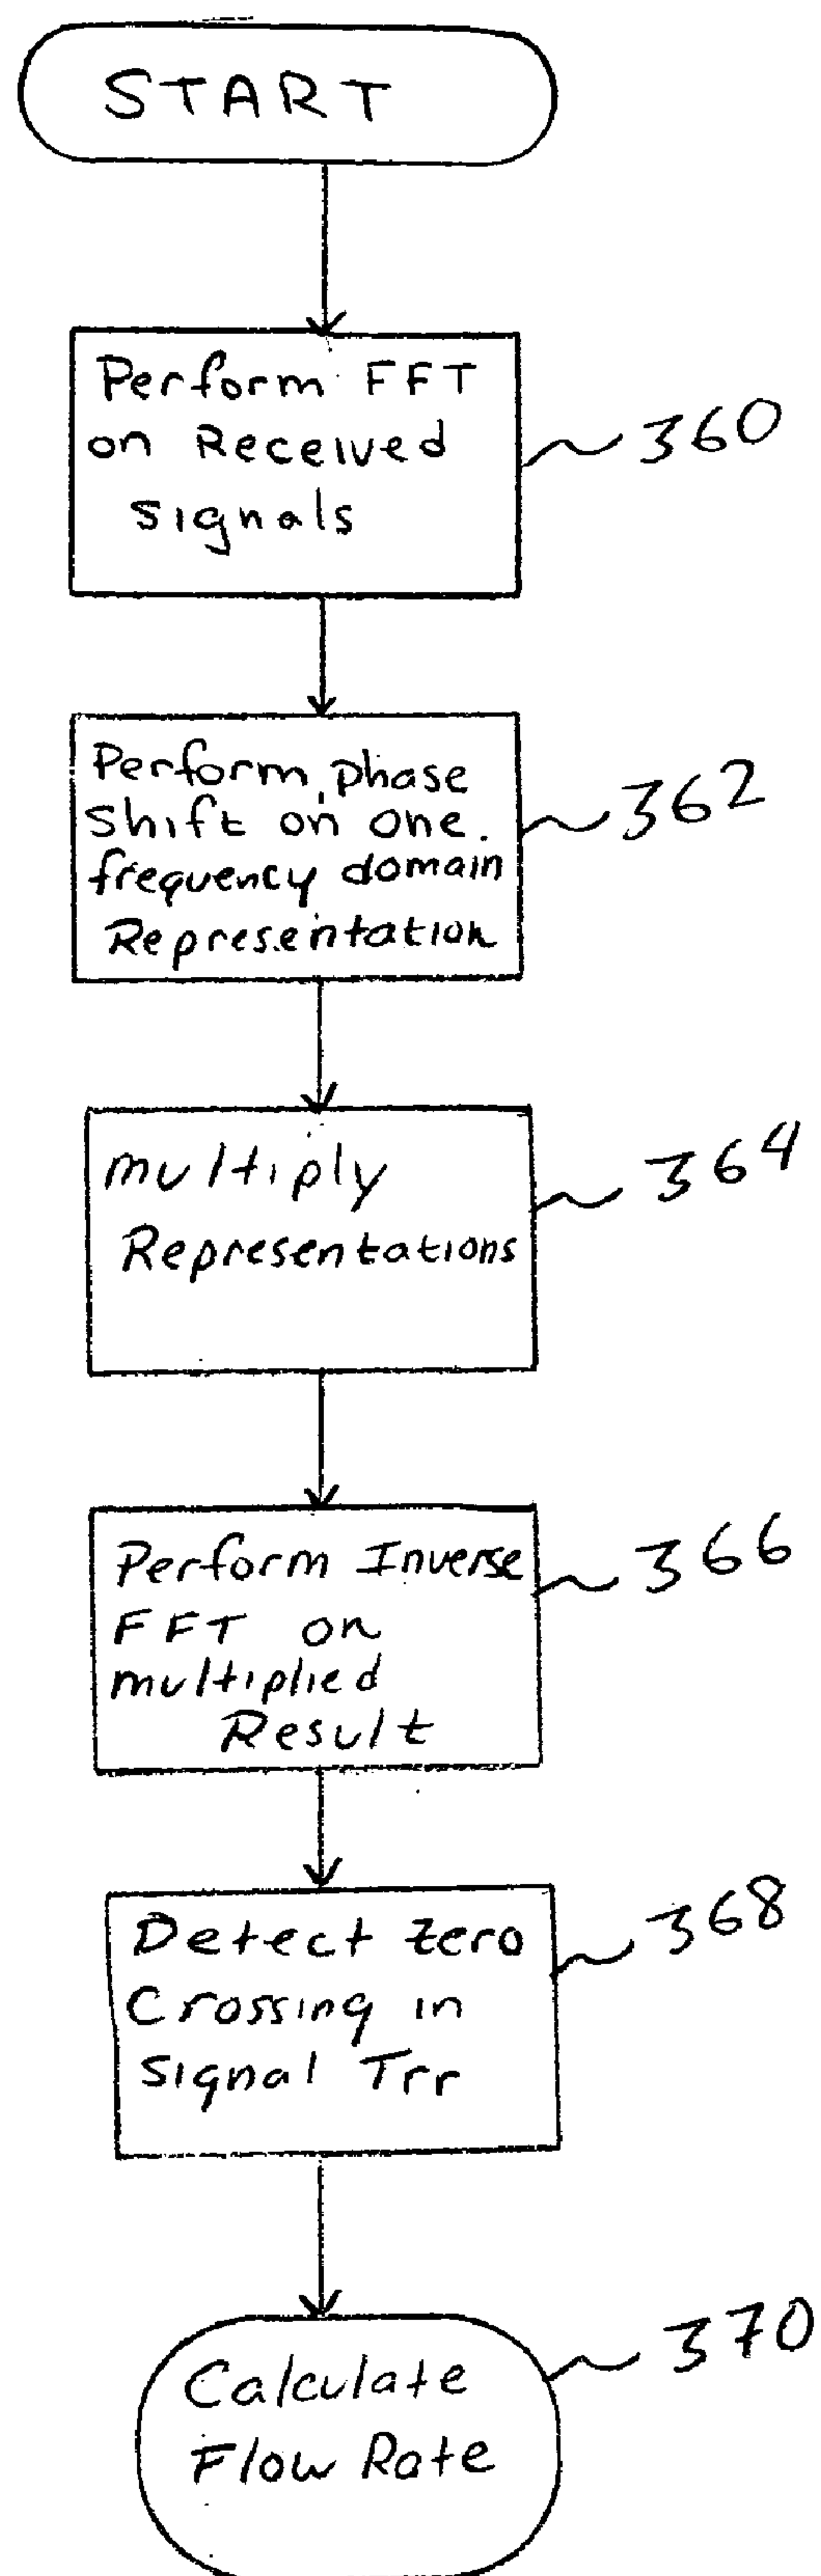 START
Perform FFT
on Received
signals
360
Perform phase
shift on one
frequency domain
Representation
362
multiply
Representations
364
Perform Inverse
FFT on
multiplied
Result
366
Detect zero
Crossing in
signal Trr
368
Calculate
Flow Rate
370